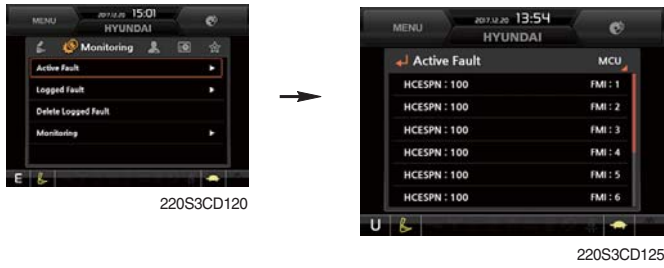 MENU
2017.12.20 15:01
HYUNDAI
Monitoring
Active Fault
Logged Fault
Delete Logged Fault
Monitoring
E
220S3CD120
MENU
2017.12.20 13:54
HYUNDAI
Active Fault MCU
HCESPN : 100 FMI : 1
HCESPN : 100 FMI : 2
HCESPN : 100 FMI : 3
HCESPN : 100 FMI : 4
HCESPN : 100 FMI : 5
HCESPN : 100 FMI : 6
U
220S3CD125